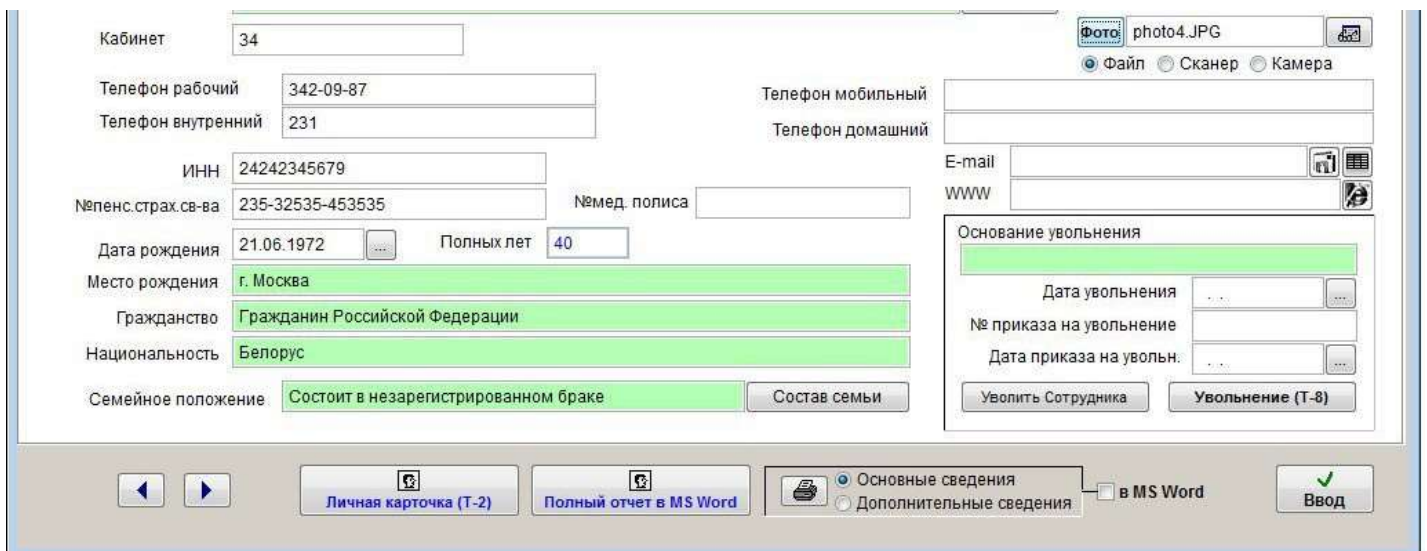 Кабинет 34 Фото photo4.JPG
Файл Сканер Камера
Телефон рабочий 342-09-87 Телефон мобильный
Телефон внутренний 231 Телефон домашний
ИНН 24242345679 E-mail
№пенс.страх.св-ва 235-32535-453535 №мед. полиса WWW
Дата рождения 21.06.1972 ... Полных лет 40 Основание увольнения
Место рождения г. Москва Дата увольнения . . ...
Гражданство Гражданин Российской Федерации № приказа на увольнение
Национальность Белорус Дата приказа на увольн. . . ...
Семейное положение Состоит в незарегистрированном браке Состав семьи Уволить Сотрудника Увольнение (Т-8)
Личная карточка (Т-2) Полный отчет в MS Word Основные сведения
Дополнительные сведения в MS Word Ввод